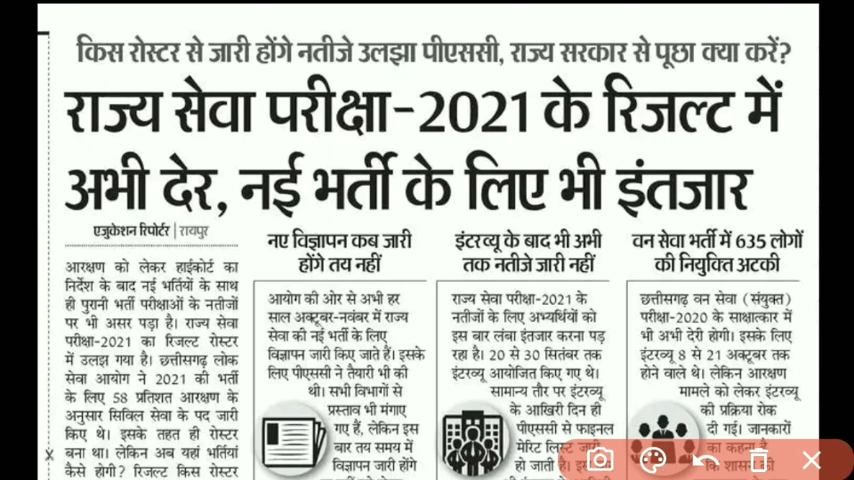 किस रोस्टर से जारी होंगे नतीजे उलझा पीएससी, राज्य सरकार से पूछा क्या करें?
राज्य सेवा परीक्षा-2021 के रिजल्ट में
अभी देर, नई भर्ती के लिए भी इंतजार
एजुकेशन रिपोर्टर | रायपुर
आरक्षण को लेकर हाईकोर्ट का
निर्देश के बाद नई भर्तियों के साथ
ही पुरानी भर्ती परीक्षाओं के नतीजों
पर भी असर पड़ा है। राज्य सेवा
परीक्षा-2021 का रिजल्ट रोस्टर
में उलझ गया है। छत्तीसगढ़ लोक
सेवा आयोग ने 2021 की भर्ती
के लिए 58 प्रतिशत आरक्षण के
अनुसार सिविल सेवा के पद जारी
किए थे। इसके तहत ही रोस्टर
बना था। लेकिन अब यहां भर्तियां
कैसे होगी? रिजल्ट किस रोस्टर
नए विज्ञापन कब जारी
होंगे तय नहीं
आयोग की ओर से अभी हर
साल अक्टूबर-नवंबर में राज्य
सेवा की नई भर्ती के लिए
विज्ञापन जारी किए जाते हैं। इसके
लिए पीएससी ने तैयारी भी की
थी। सभी विभागों से
प्रस्ताव भी मंगाए
गए हैं, लेकिन इस
बार तय समय में
विज्ञापन जारी होंगे
इंटरव्यू के बाद भी अभी
तक नतीजे जारी नहीं
राज्य सेवा परीक्षा-2021 के
नतीजों के लिए अभ्यर्थियों को
इस बार लंबा इंतजार करना पड़
रहा है। 20 से 30 सितंबर तक
इंटरव्यू आयोजित किए गए थे।
सामान्य तौर पर इंटरव्यू
के आखिरी दिन ही
पीएससी से फाइनल
मेरिट लिस्ट जारी
हो जाती है।
वन सेवा भर्ती में 635 लोगों
की नियुक्ति अटकी
छत्तीसगढ़ वन सेवा (संयुक्त)
परीक्षा-2020 के साक्षात्कार में
भी अभी देरी होगी। इसके लिए
इंटरव्यू 8 से 21 अक्टूबर तक
होने वाले थे। लेकिन आरक्षण
मामले को लेकर इंटरव्यू
की प्रक्रिया रोक
दी गई। जानकारों
का कहना है
कि शासन की